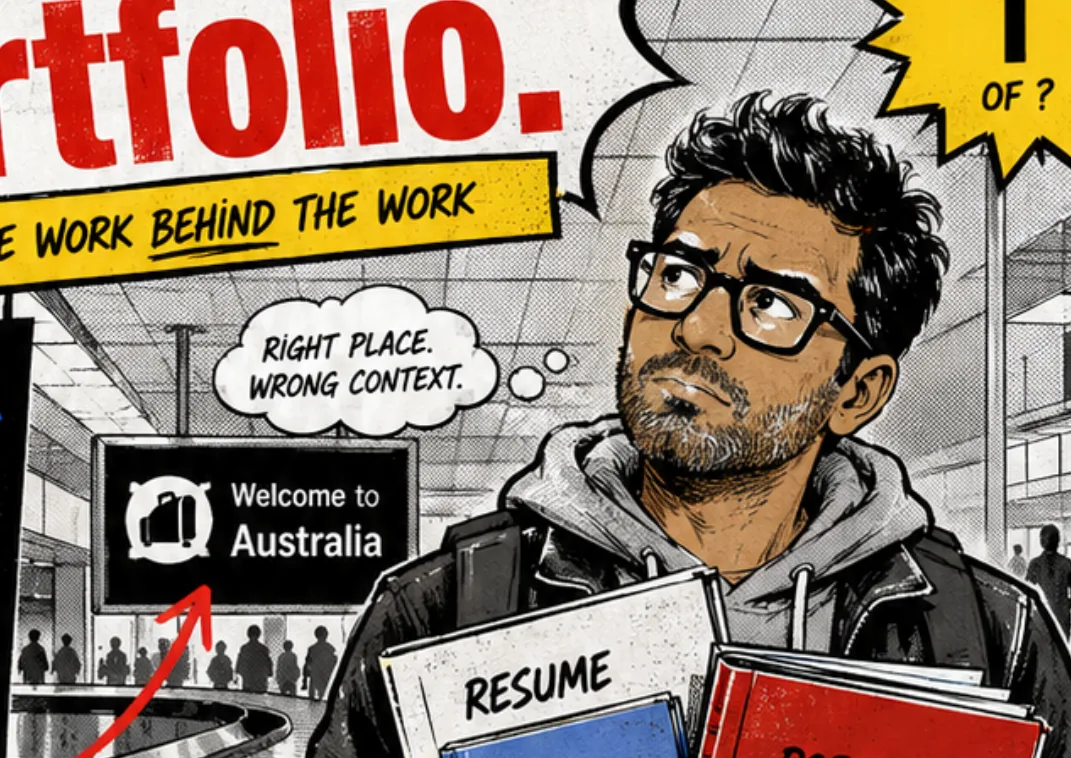 rtfolio.
E WORK BEHIND THE WORK
OF ?
RIGHT PLACE.
WRONG CONTEXT.
Welcome to
Australia
RESUME